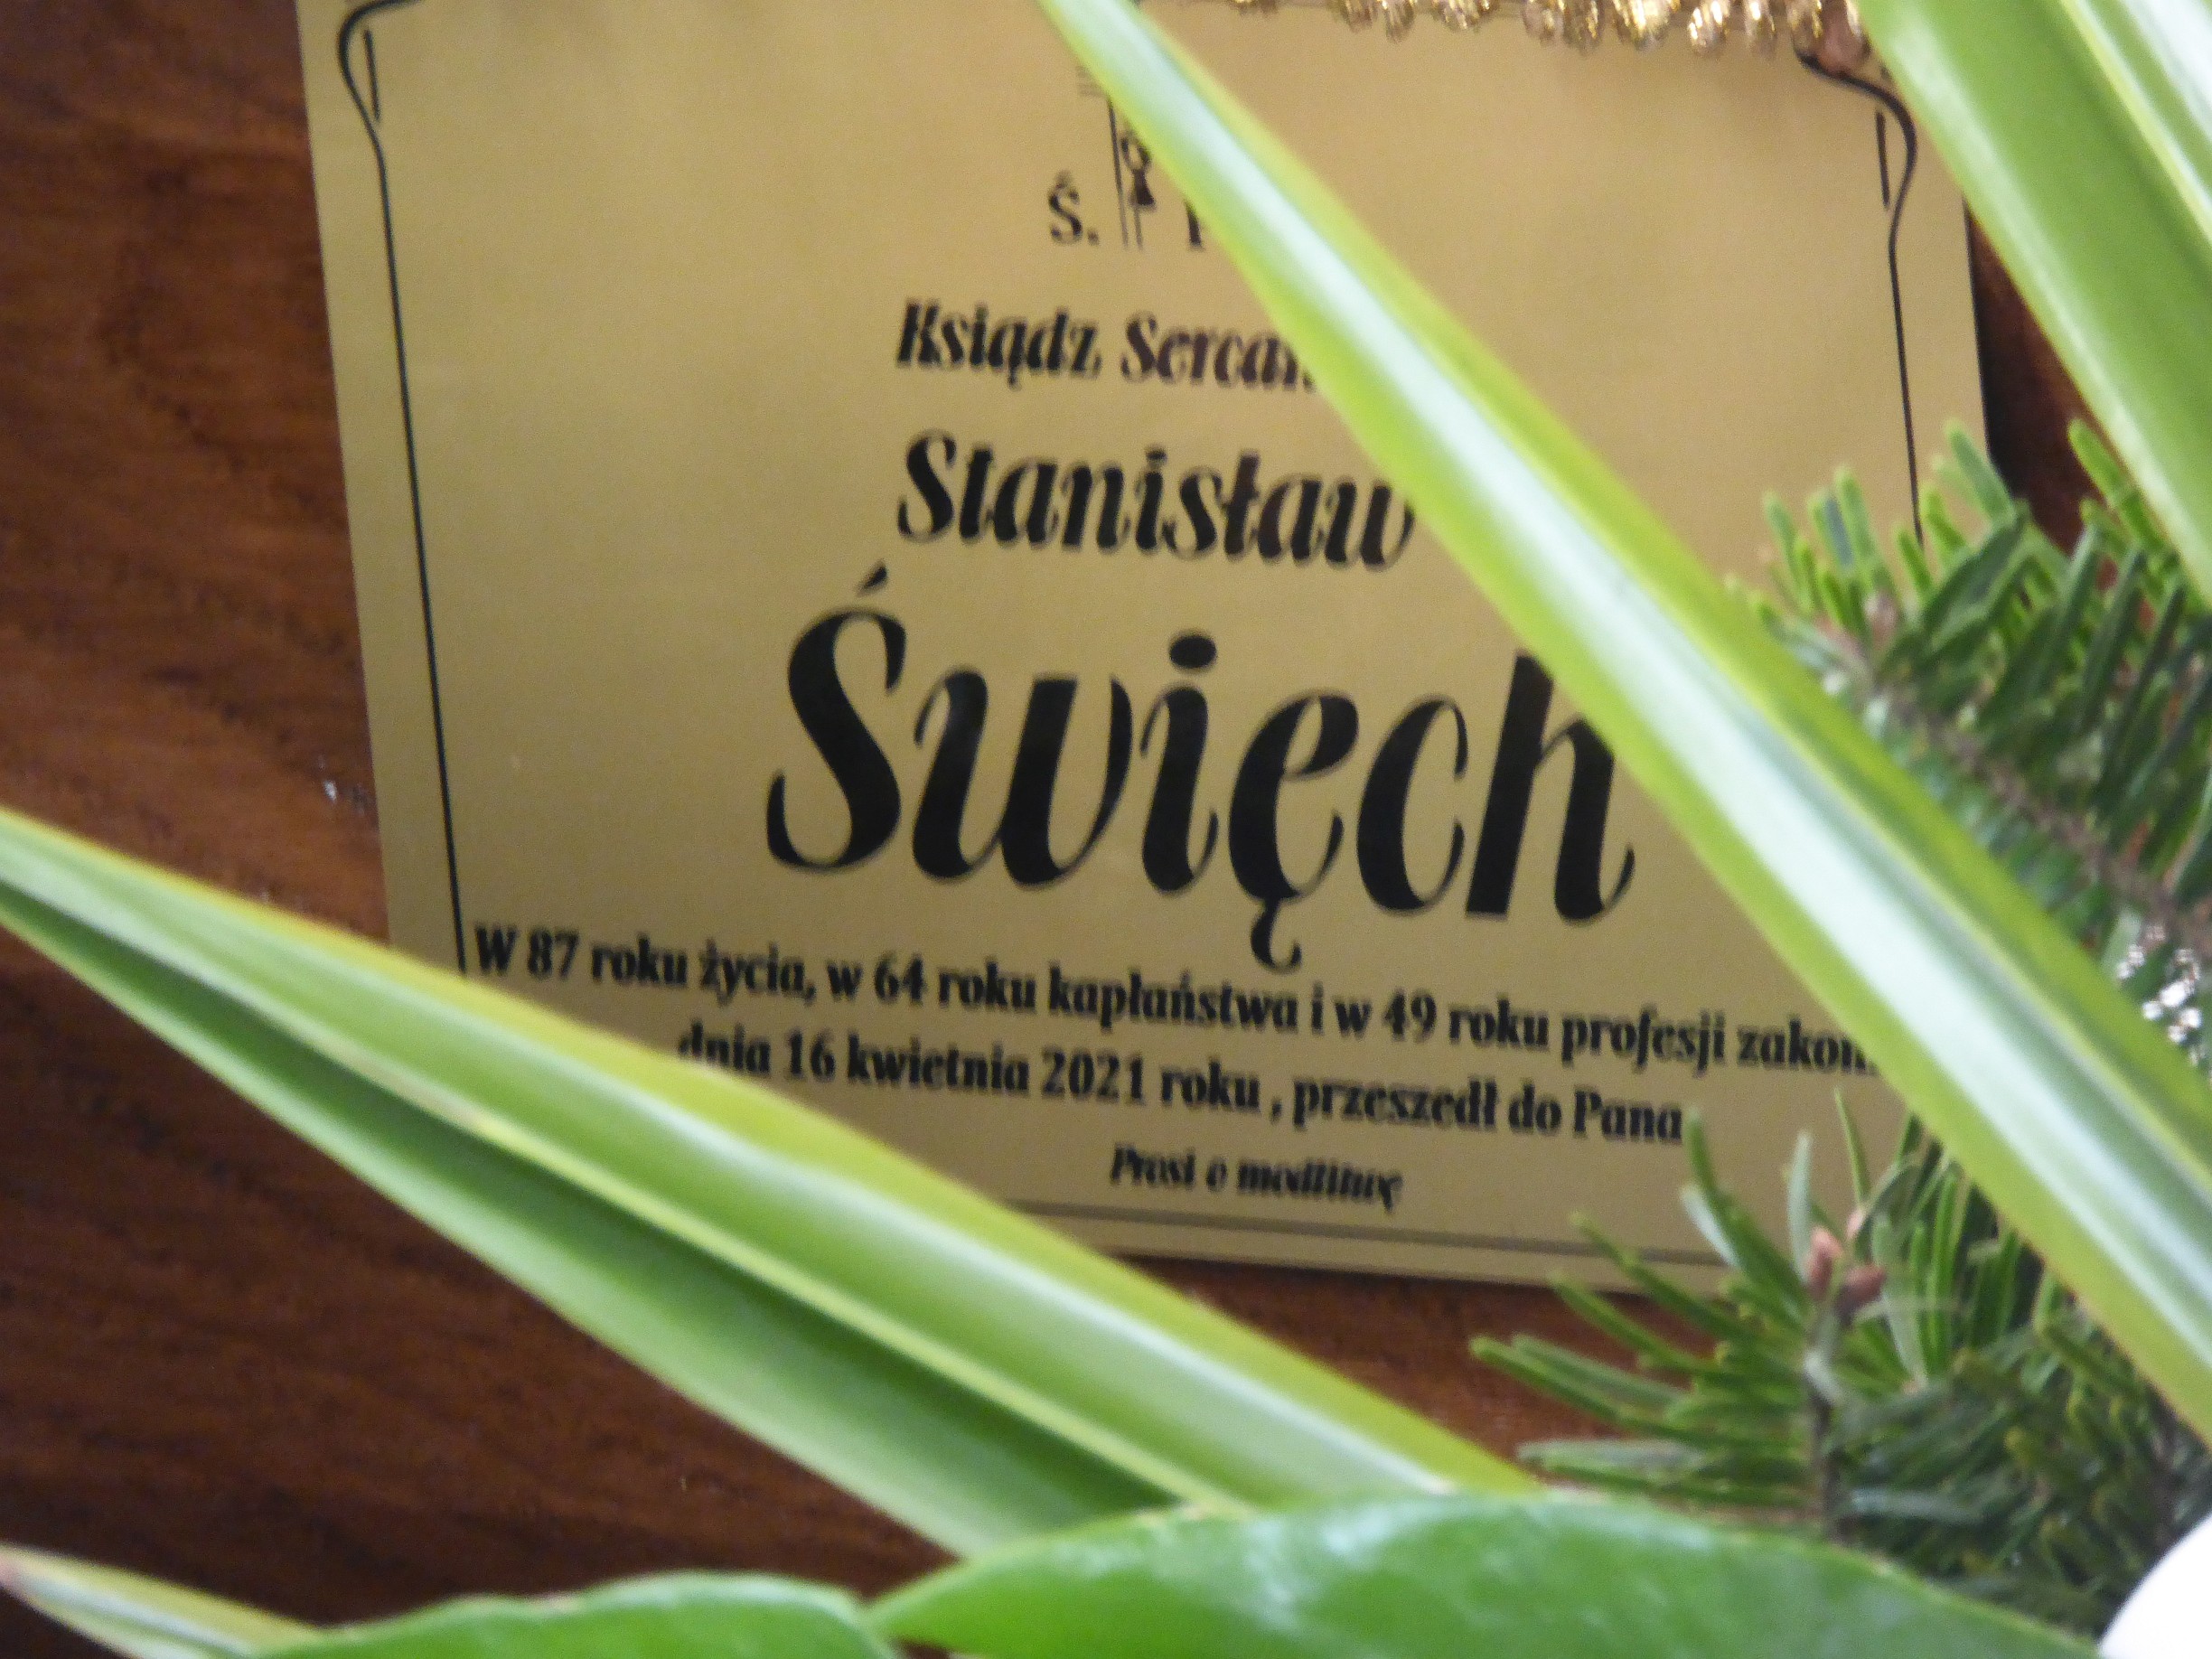 Ś.
Ksiądz
Stanisław
Święch
W 87 roku życia, w 64 roku kapłaństwa i w 49 roku profesji
dnia 16 kwietnia 2021 roku , przeszedł do Pana
Prosi o modlitwę